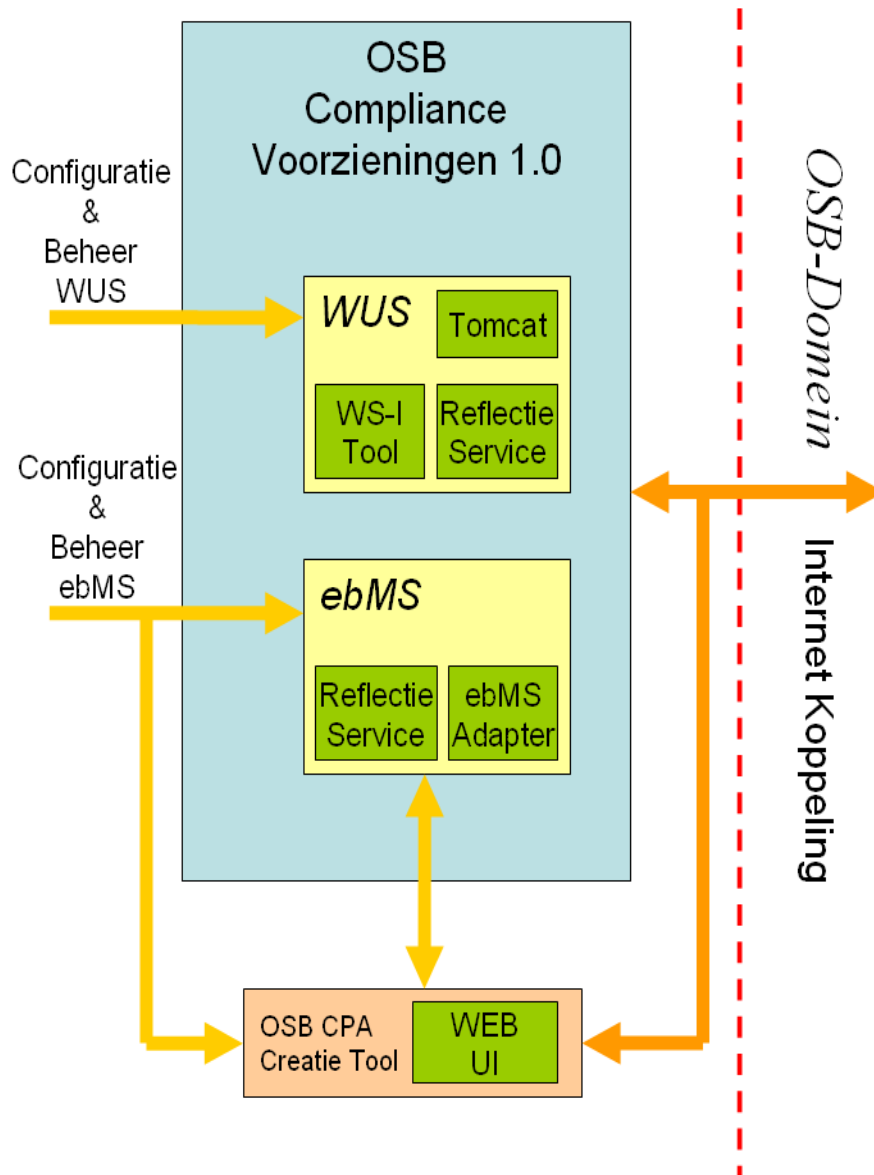 OSB
Compliance
Voorzieningen 1.0
Configuratie
&
Beheer
WUS
WUS
Tomcat
WS-I
Tool
Reflectie
Service
Configuratie
&
Beheer
ebMS
ebMS
Reflectie
Service
ebMS
Adapter
OSB CPA
Creatie Tool
WEB
UI
OSB-Domein
Internet Koppeling